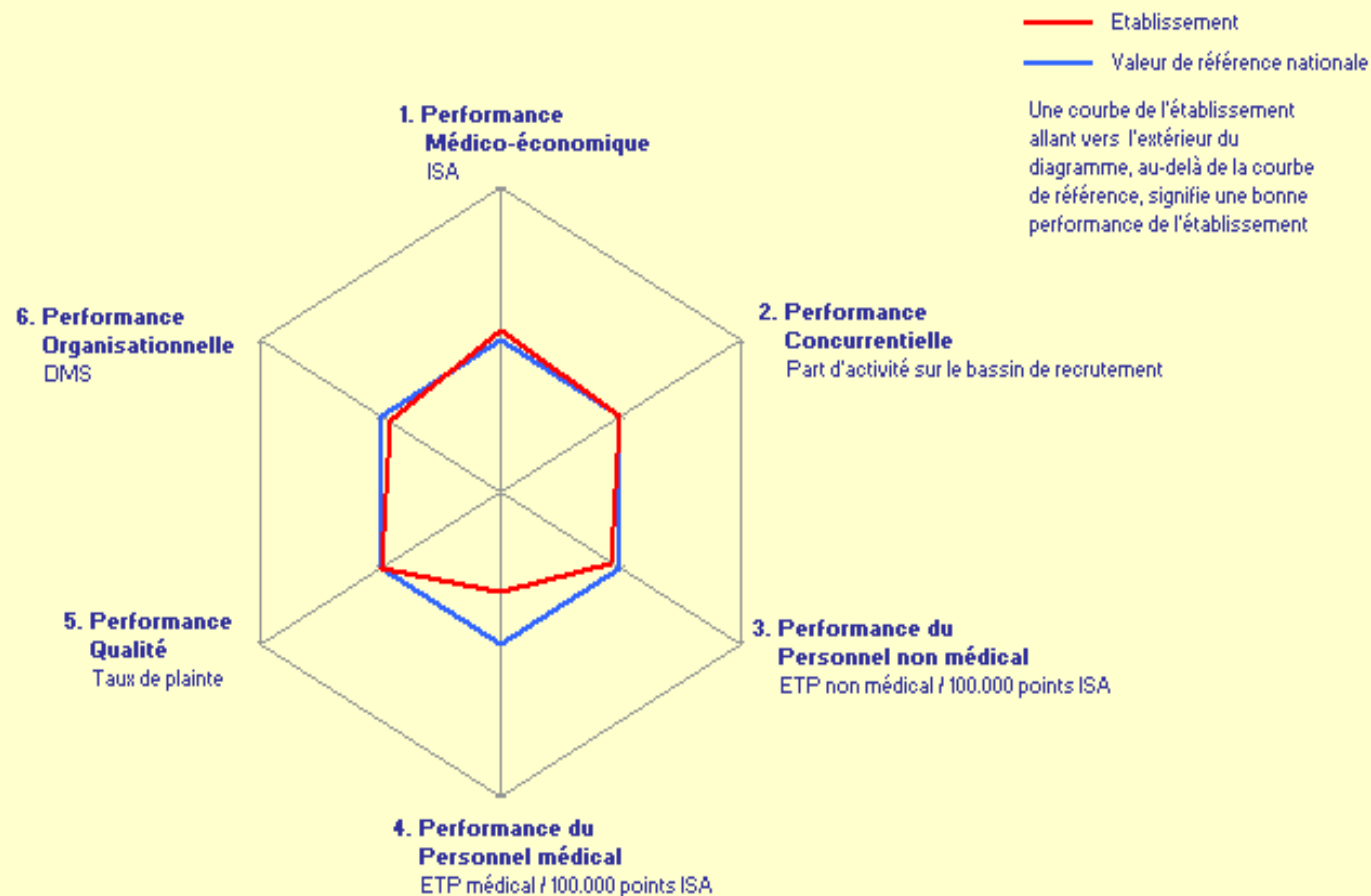 Etablissement
Valeur de référence nationale
Une courbe de l'établissement
allant vers l'extérieur du
diagramme, au-delà de la courbe
de référence, signifie une bonne
performance de l'établissement
1. Performance
Médico-économique
ISA
2. Performance
Concurrentielle
Part d'activité sur le bassin de recrutement
3. Performance du
Personnel non médical
ETP non médical / 100.000 points ISA
4. Performance du
Personnel médical
ETP médical / 100.000 points ISA
5. Performance
Qualité
Taux de plainte
6. Performance
Organisationnelle
DMS